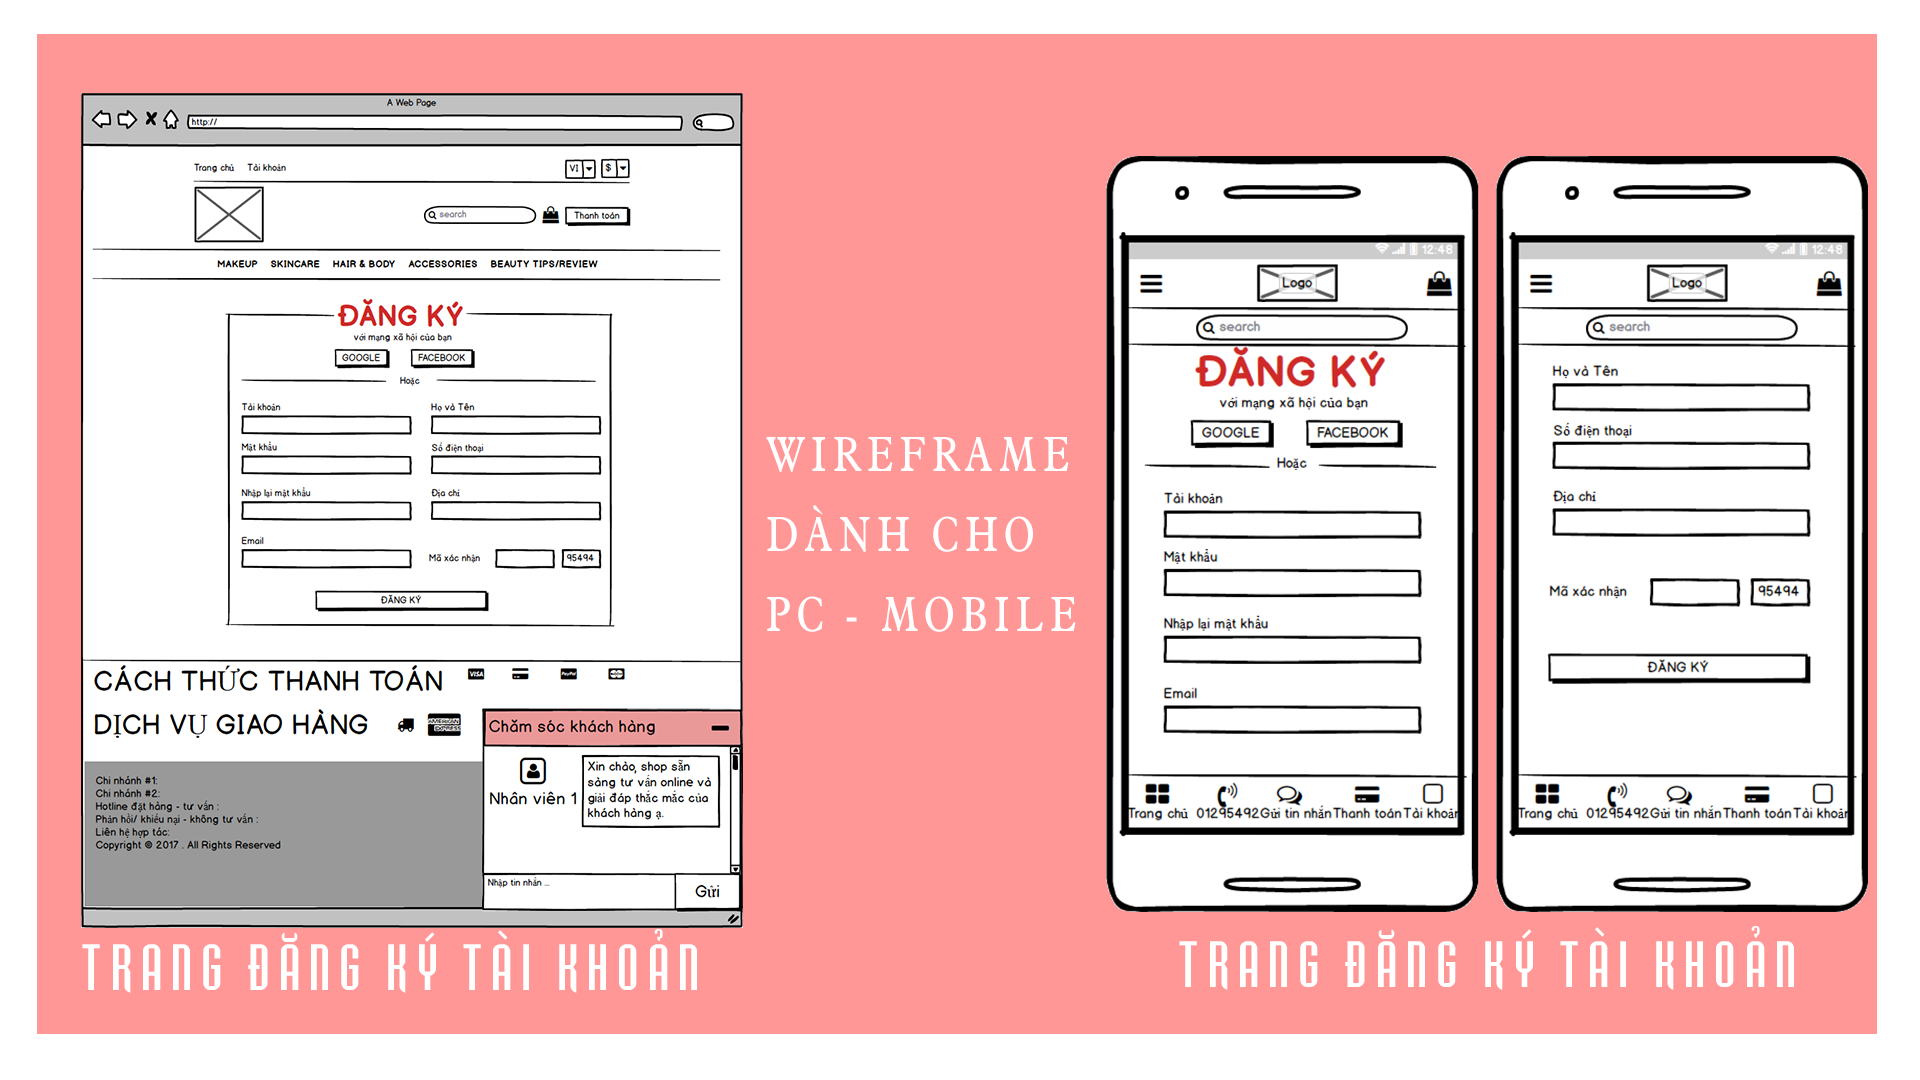 A Web Page
http://
Trang chủ Tài khoản
VI $
search Thanh toán
MAKEUP SKINCARE HAIR & BODY ACCESSORIES BEAUTY TIPS/REVIEW
ĐĂNG KÝ
với mạng xã hội của bạn
GOOGLE FACEBOOK
Hoặc
Tài khoản Họ và Tên
Mật khẩu Số điện thoại
Nhập lại mật khẩu Địa chỉ
Email Mã xác nhận 95494
ĐĂNG KÝ
CÁCH THỨC THANH TOÁN VISA PayPal
DỊCH VỤ GIAO HÀNG AMERICAN EXPRESS
Chi nhánh #1:
Chi nhánh #2:
Hotline đặt hàng - tư vấn :
Phản hồi/ khiếu nại - không tư vấn :
Liên hệ hợp tác:
Copyright © 2017 . All Rights Reserved
Chăm sóc khách hàng
Nhân viên 1
Xin chào, shop sẵn
sàng tư vấn online và
giải đáp thắc mắc của
khách hàng ạ.
Nhập tin nhắn ...
Gửi
TRANG ĐĂNG KÝ TÀI KHOẢN
WIREFRAME
DÀNH CHO
PC - MOBILE
12:48
Logo
search
ĐĂNG KÝ
với mạng xã hội của bạn
GOOGLE FACEBOOK
Hoặc
Tài khoản
Mật khẩu
Nhập lại mật khẩu
Email
Trang chủ 01295492 Gửi tin nhắn Thanh toán Tài khoản
12:48
Logo
search
Họ và Tên
Số điện thoại
Địa chỉ
Mã xác nhận 95494
ĐĂNG KÝ
Trang chủ 01295492 Gửi tin nhắn Thanh toán Tài khoản
TRANG ĐĂNG KÝ TÀI KHOẢN